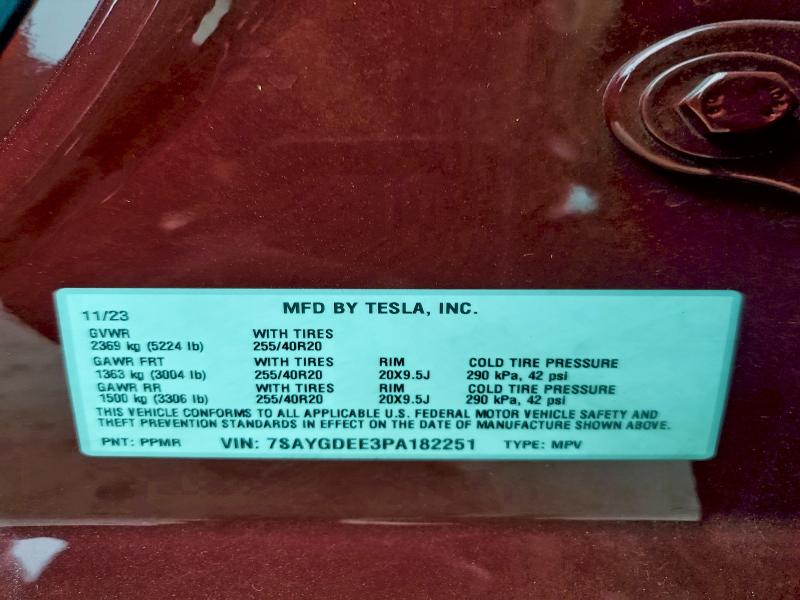 MFD BY TESLA, INC.
11/23
GVWR WITH TIRES
2369 kg (5224 lb) 255/40R20
GAWR FRT WITH TIRES RIM COLD TIRE PRESSURE
1363 kg (3004 lb) 255/40R20 20X9.5J 290 kPa, 42 psi
GAWR RR WITH TIRES RIM COLD TIRE PRESSURE
1500 kg (3306 lb) 255/40R20 20X9.5J 290 kPa, 42 psi
THIS VEHICLE CONFORMS TO ALL APPLICABLE U.S. FEDERAL MOTOR VEHICLE SAFETY AND
THEFT PREVENTION STANDARDS IN EFFECT ON THE DATE OF MANUFACTURE SHOWN ABOVE.
PNT: PPMR VIN: 7SAYGDEE3PA182251 TYPE: MPV